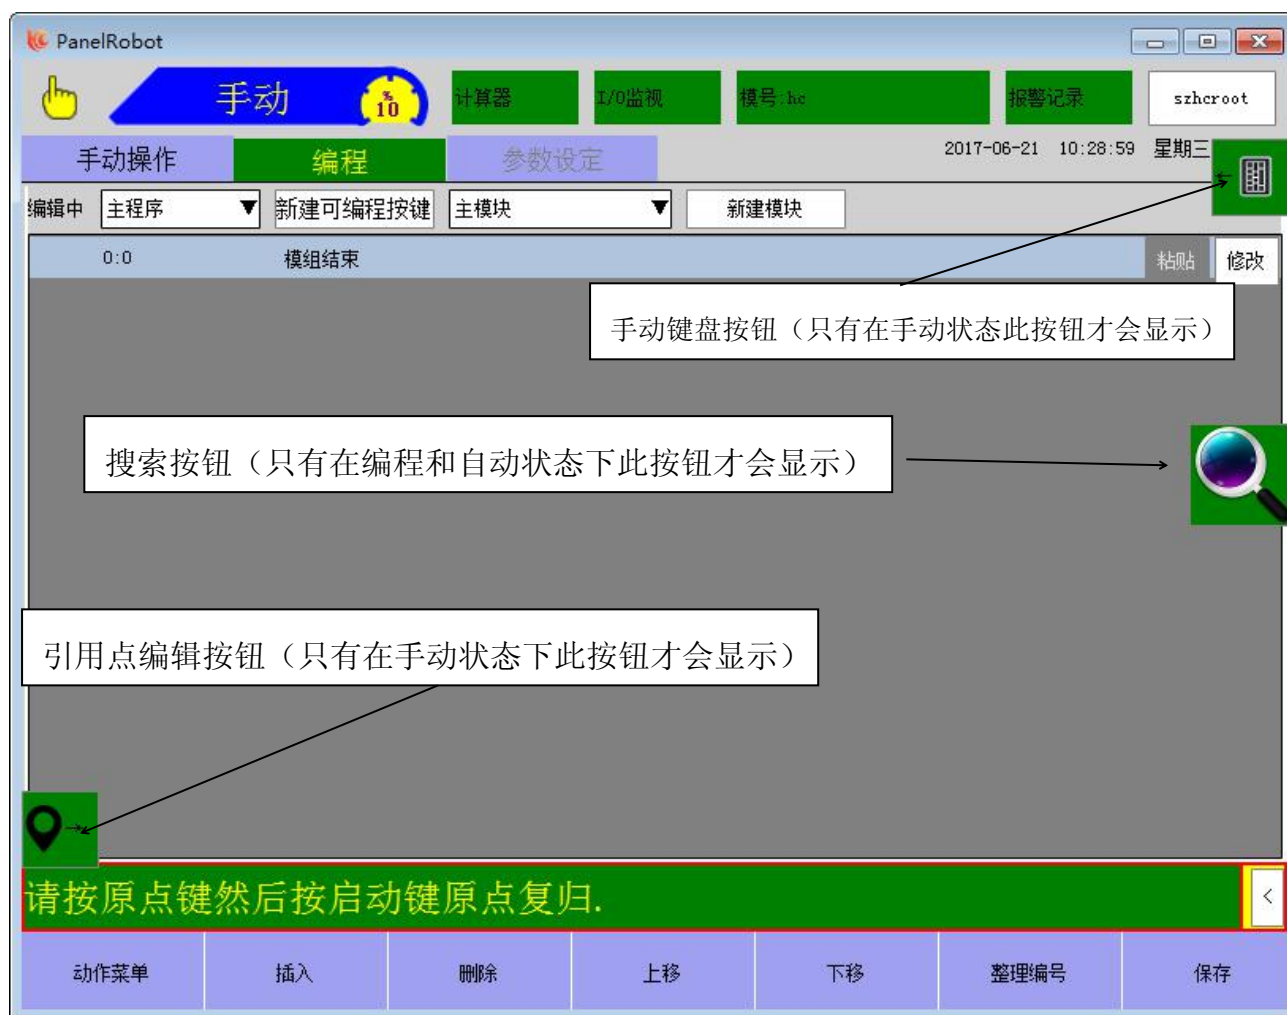 PanelRobot
手动
%
10
计算器
I/O监视
模号:hc
报警记录
szhcroot
手动操作
编程
参数设定
2017-06-21 10:28:59 星期三
编辑中
主程序
新建可编程按键
主模块
新建模块
0:0
模组结束
粘贴
修改
手动键盘按钮（只有在手动状态此按钮才会显示）
搜索按钮（只有在编程和自动状态下此按钮才会显示）
引用点编辑按钮（只有在手动状态下此按钮才会显示）
请按原点键然后按启动键原点复归.
<
动作菜单
插入
删除
上移
下移
整理编号
保存